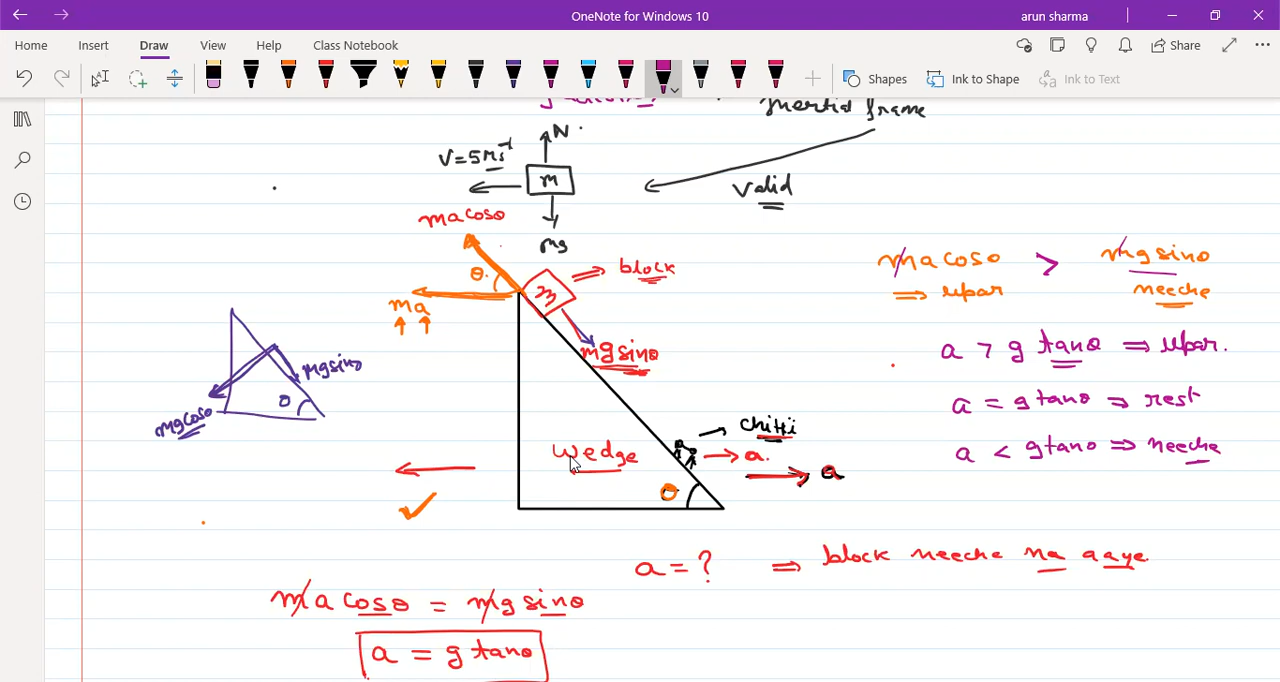 OneNote for Windows 10
arun sharma
Home Insert Draw View Help Class Notebook
Share
Shapes Ink to Shape Ink to Text
Inertial frame
N
V=5ms⁻¹
m
valid
mg
macosθ
θ
block
m
ma
mgsinθ
mgsinθ
θ
mgcosθ
macosθ > mgsinθ
⇒ upar neeche
a > g tanθ ⇒ upar.
a = g tanθ ⇒ rest
a < g tanθ ⇒ neeche
chitti
wedge
a.
a
θ
a = ? ⇒ block neeche na aaye
macosθ = mgsinθ
a = g tanθ